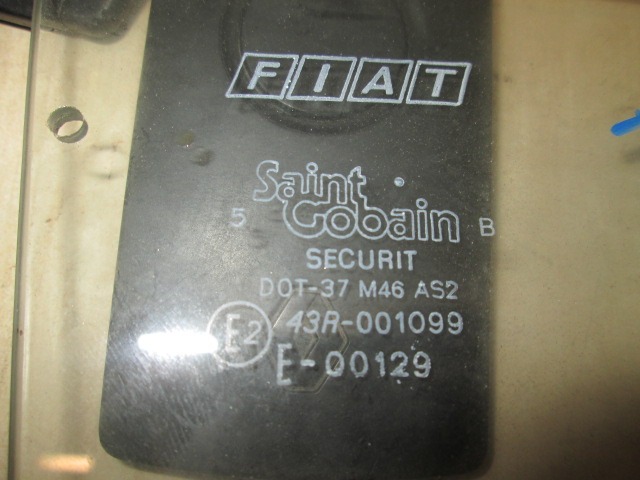 FIAT
Saint
5 Gobain B
SECURIT
DOT-37 M46 AS2
E2 43R-001099
E-00129